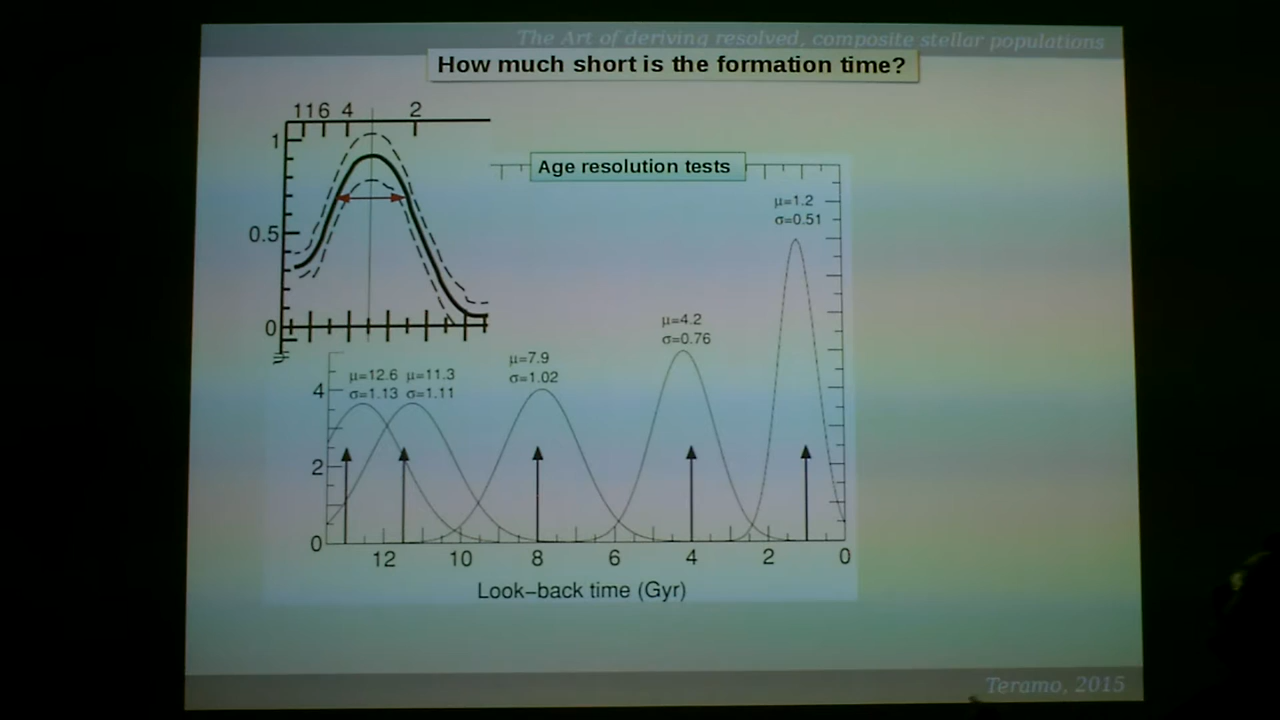 The Art of deriving resolved, composite stellar populations
How much short is the formation time?
116 4 2
1
0.5
0
Age resolution tests
μ=1.2
σ=0.51
μ=4.2
σ=0.76
μ=7.9
σ=1.02
μ=12.6 μ=11.3
σ=1.13 σ=1.11
4
2
0
12 10 8 6 4 2 0
Look-back time (Gyr)
Teramo, 2015